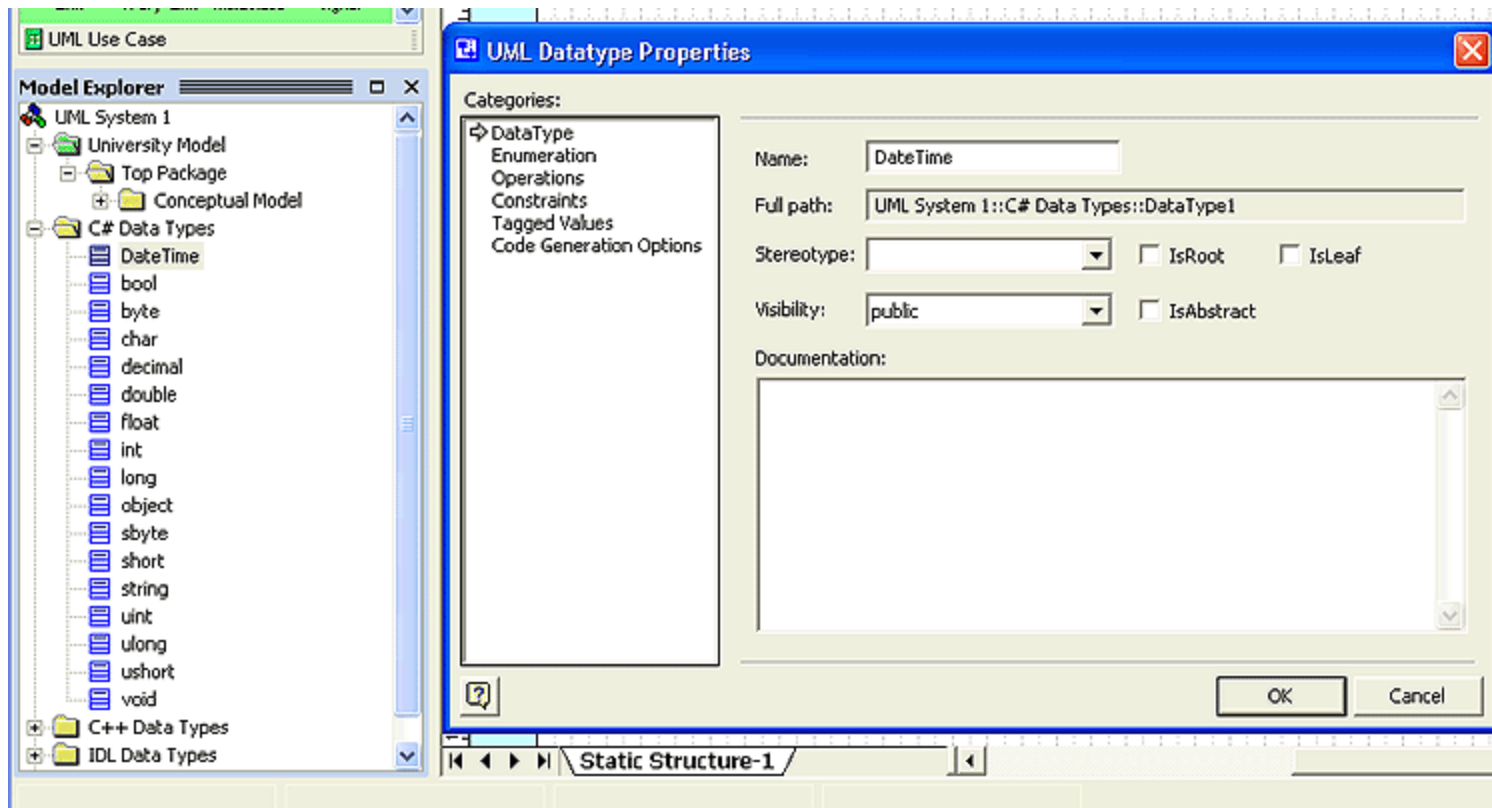 UML Use Case
Model Explorer
UML System 1
University Model
Top Package
Conceptual Model
C# Data Types
DateTime
bool
byte
char
decimal
double
float
int
long
object
sbyte
short
string
uint
ulong
ushort
void
C++ Data Types
IDL Data Types
UML Datatype Properties
Categories:
DataType
Enumeration
Operations
Constraints
Tagged Values
Code Generation Options
Name: DateTime
Full path: UML System 1::C# Data Types::DataType1
Stereotype: IsRoot IsLeaf
Visibility: public IsAbstract
Documentation:
OK Cancel
Static Structure-1